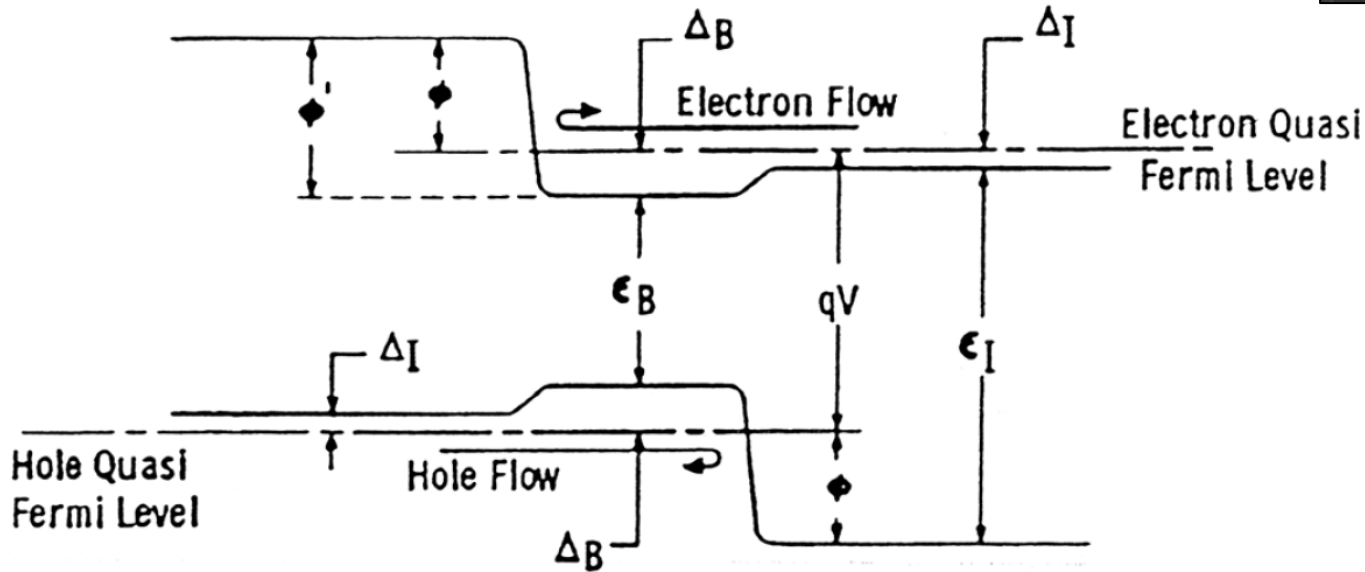 Δ_B
Δ_I
ϕ'
ϕ
Electron Flow
Electron Quasi
Fermi Level
ϵ_B
qV
ϵ_I
Δ_I
Hole Quasi
Fermi Level
Hole Flow
ϕ
Δ_B